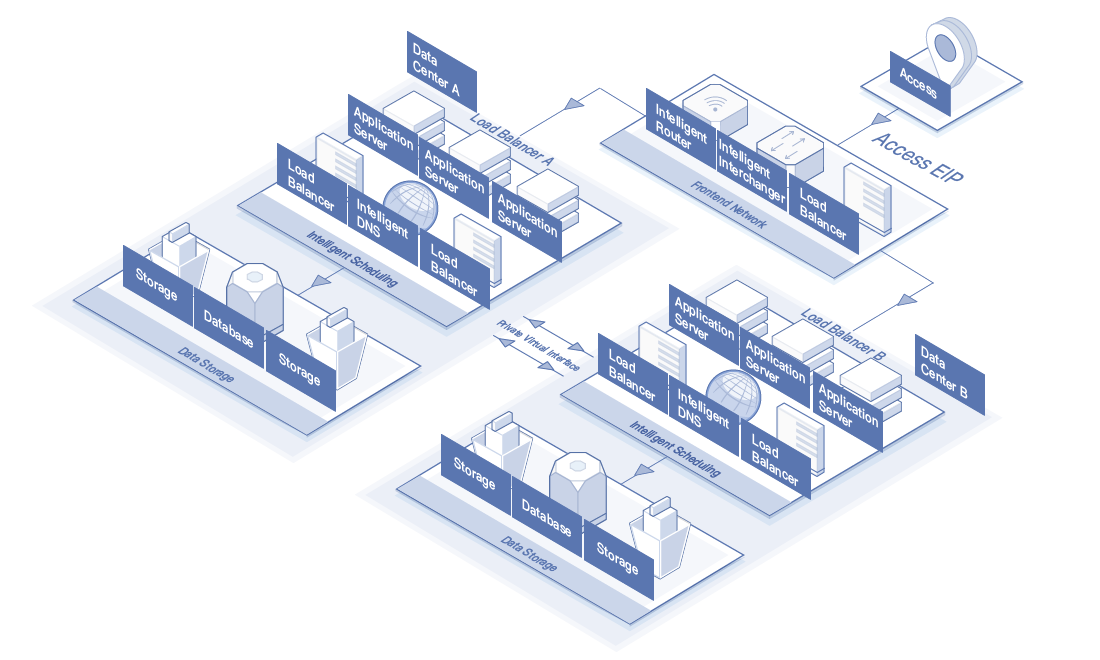 Data
Center A
Application
Server
Application
Server
Application
Server
Load Balancer A
Load
Balancer
Intelligent
DNS
Load
Balancer
Intelligent Scheduling
Storage
Database
Storage
Data Storage
Access
Access EIP
Intelligent
Router
Intelligent
Interchanger
Load
Balancer
Frontend Network
Private Virtual Interface
Application
Server
Application
Server
Application
Server
Load Balancer B
Data
Center B
Load
Balancer
Intelligent
DNS
Load
Balancer
Intelligent Scheduling
Storage
Database
Storage
Data Storage